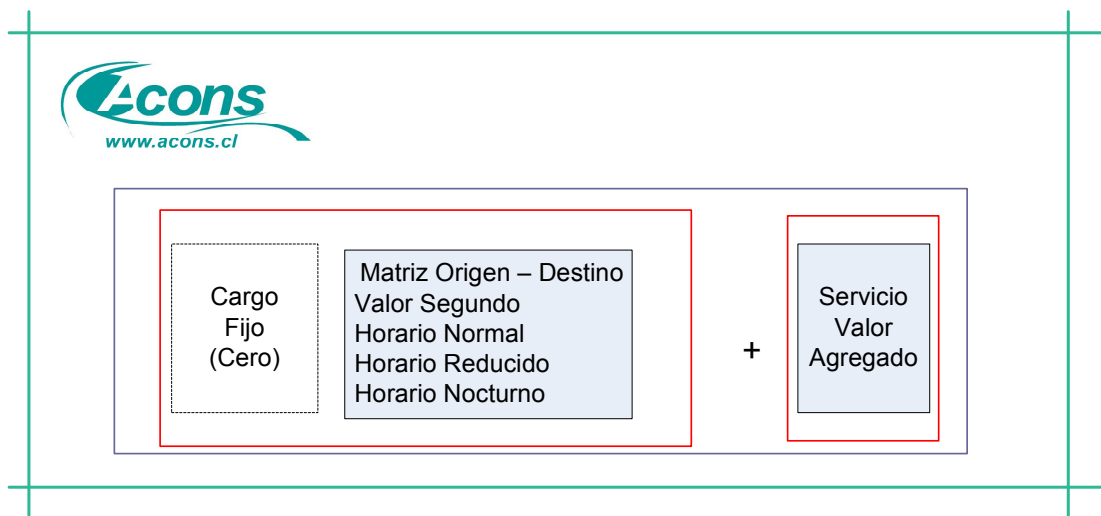 Acons
www.acons.cl
Cargo
Fijo
(Cero)
Matriz Origen – Destino
Valor Segundo
Horario Normal
Horario Reducido
Horario Nocturno
+
Servicio
Valor
Agregado